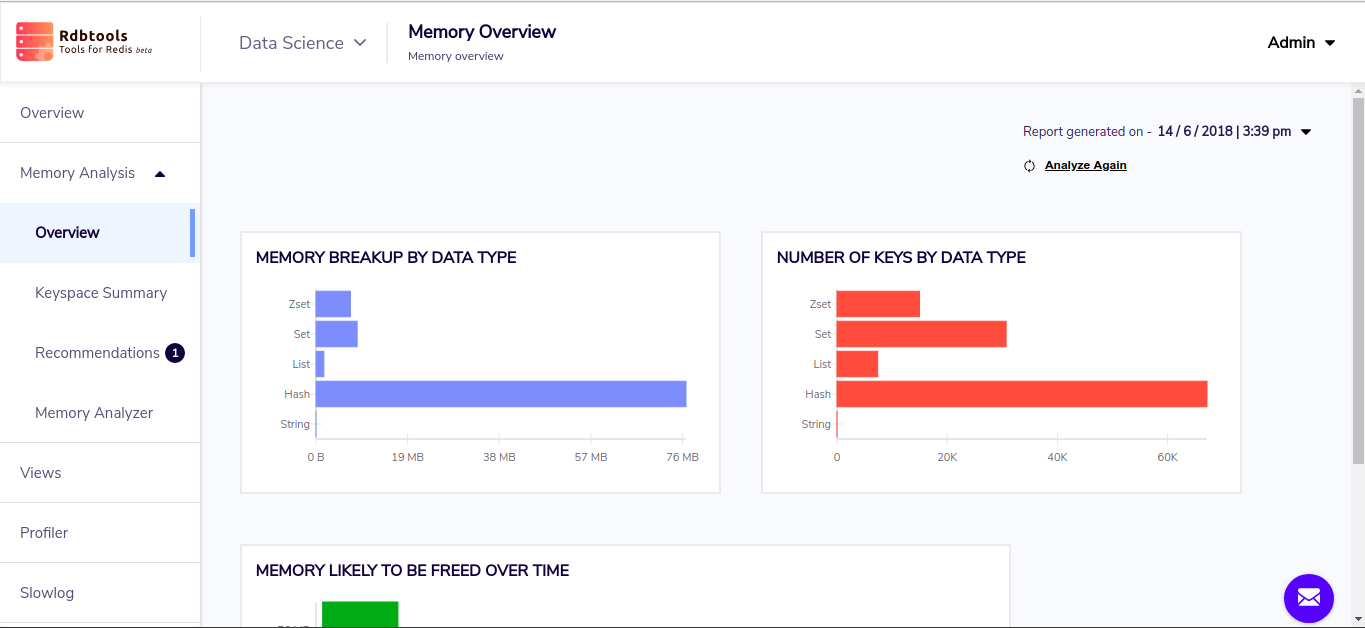 Rdbtools
Tools for Redis beta
Data Science
Memory Overview
Memory overview
Admin
Overview
Memory Analysis
Overview
Keyspace Summary
Recommendations 1
Memory Analyzer
Views
Profiler
Slowlog
Report generated on - 14 / 6 / 2018 | 3:39 pm
Analyze Again
MEMORY BREAKUP BY DATA TYPE
Zset
Set
List
Hash
String
0 B 19 MB 38 MB 57 MB 76 MB
NUMBER OF KEYS BY DATA TYPE
Zset
Set
List
Hash
String
0 20K 40K 60K
MEMORY LIKELY TO BE FREED OVER TIME